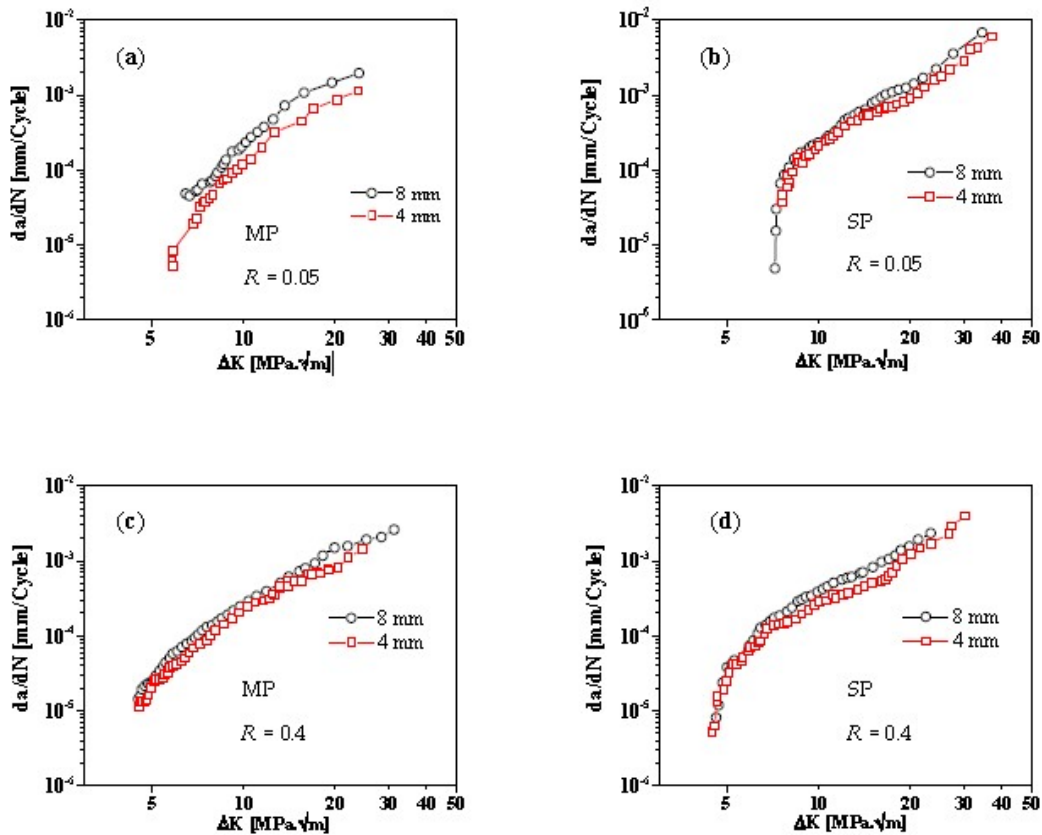 (a)
da/dN [mm/Cycle]
10⁻²
10⁻³
10⁻⁴
10⁻⁵
10⁻⁶
8 mm
4 mm
MP
R = 0.05
5 10 20 30 50
ΔK [MPa.√m]
(b)
da/dN [mm/Cycle]
10⁻²
10⁻³
10⁻⁴
10⁻⁵
10⁻⁶
8 mm
4 mm
SP
R = 0.05
5 10 20 30 40 50
ΔK [MPa.√m]
(c)
da/dN [mm/Cycle]
10⁻²
10⁻³
10⁻⁴
10⁻⁵
10⁻⁶
8 mm
4 mm
MP
R = 0.4
5 10 20 30 40 50
ΔK [MPa.√m]
(d)
da/dN [mm/Cycle]
10⁻²
10⁻³
10⁻⁴
10⁻⁵
10⁻⁶
8 mm
4 mm
SP
R = 0.4
5 10 20 30 40 50
ΔK [MPa.√m]